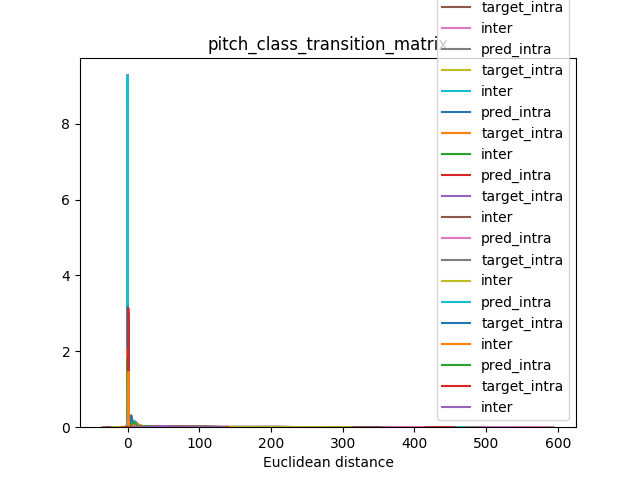 target_intra
inter
pitch_class_transition_matrix
pred_intra
target_intra
inter
pred_intra
target_intra
inter
pred_intra
target_intra
inter
pred_intra
target_intra
inter
pred_intra
target_intra
inter
pred_intra
target_intra
inter
8
6
4
2
0
0 100 200 300 400 500 600
Euclidean distance